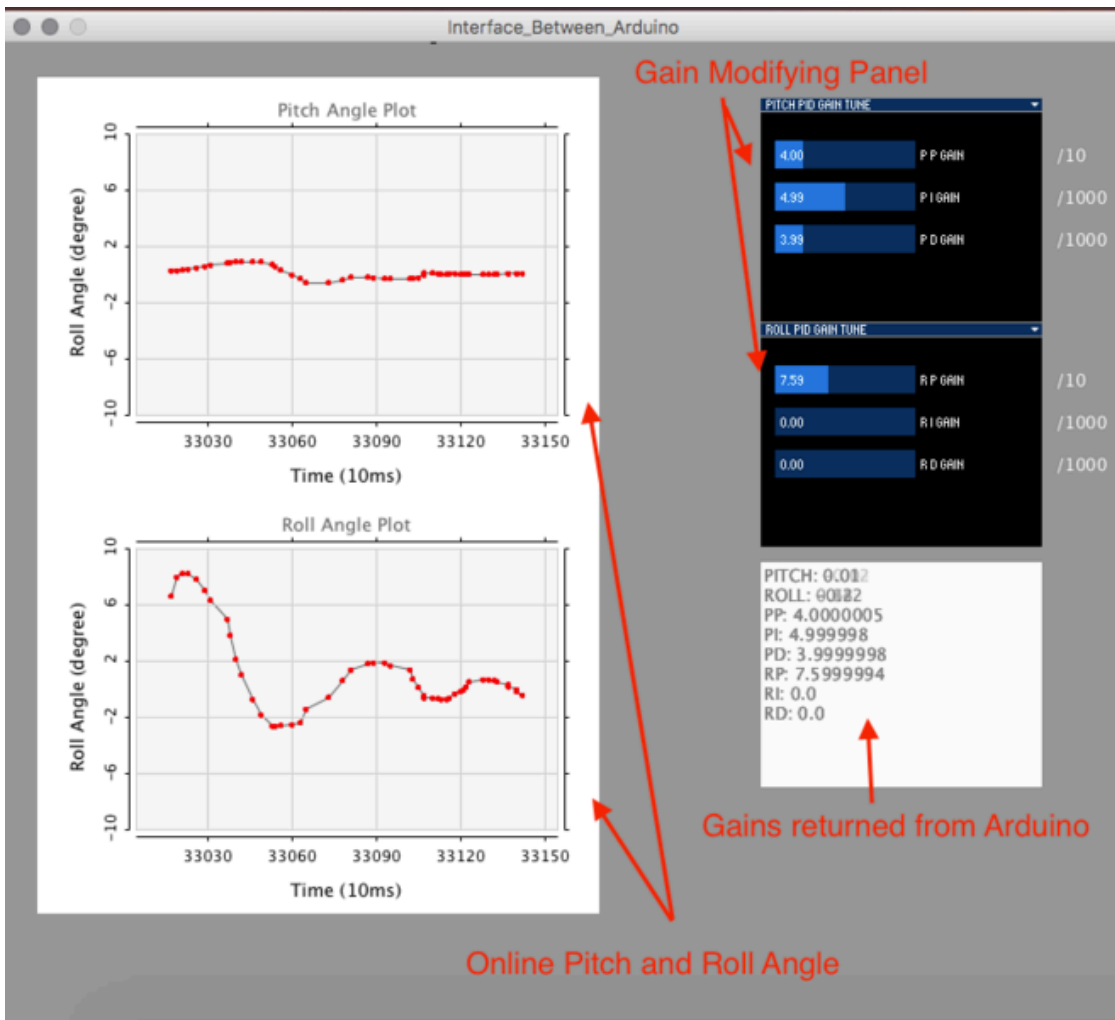 Interface_Between_Arduino
Gain Modifying Panel
Pitch Angle Plot
10
6
2
-2
-6
-10
Roll Angle (degree)
33030 33060 33090 33120 33150
Time (10ms)
Roll Angle Plot
10
6
2
-2
-6
-10
Roll Angle (degree)
33030 33060 33090 33120 33150
Time (10ms)
PITCH PID GAIN TUNE
4.00 P P GAIN /10
4.99 P I GAIN /1000
3.99 P D GAIN /1000
ROLL PID GAIN TUNE
7.59 R P GAIN /10
0.00 R I GAIN /1000
0.00 R D GAIN /1000
PITCH:
ROLL:
PP: 4.0000005
PI: 4.999998
PD: 3.9999998
RP: 7.5999994
RI: 0.0
RD: 0.0
Gains returned from Arduino
Online Pitch and Roll Angle